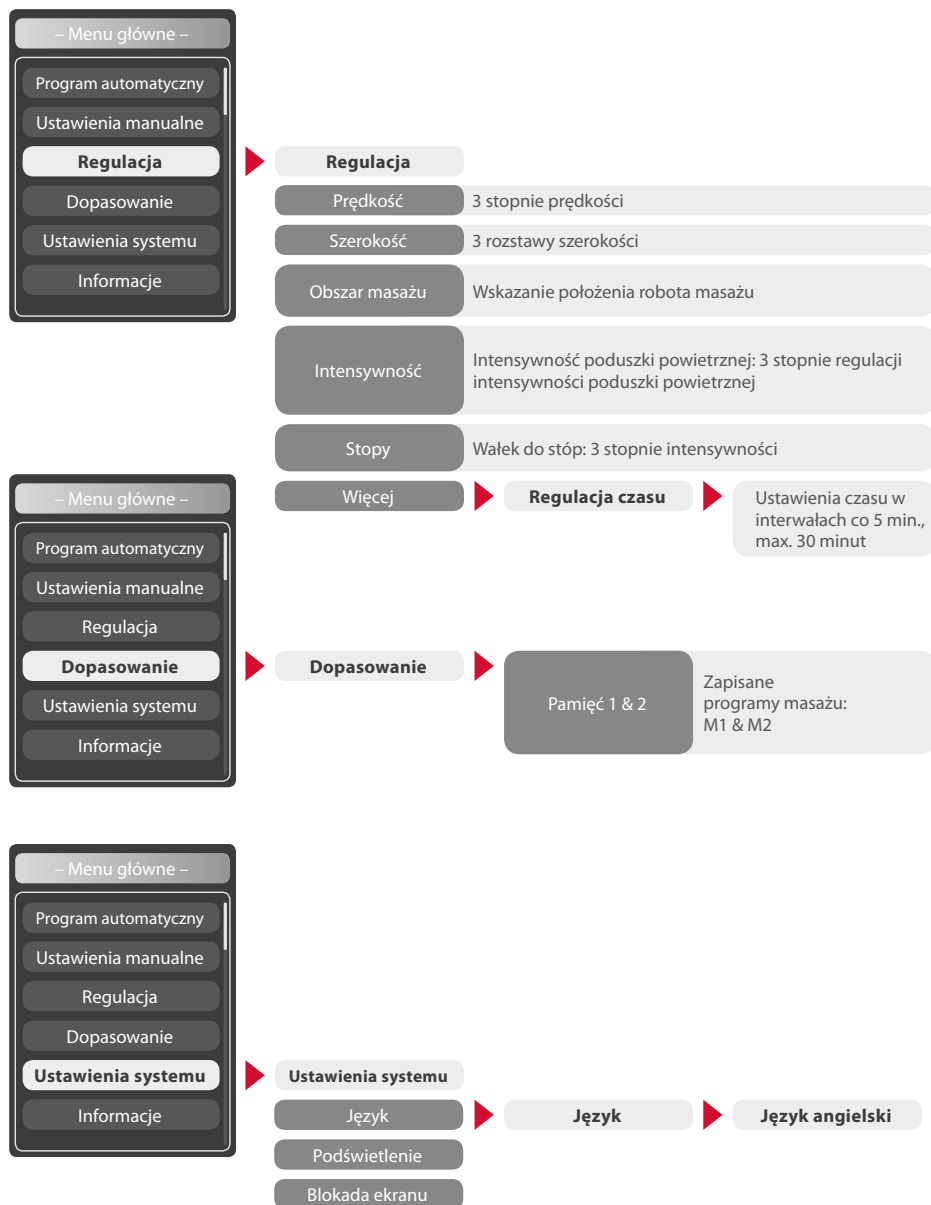 – Menu główne –
Program automatyczny
Ustawienia manualne
Regulacja
Dopasowanie
Ustawienia systemu
Informacje
Regulacja
Prędkość
3 stopnie prędkości
Szerokość
3 rozstawy szerokości
Obszar masażu
Wskazanie położenia robota masażu
Intensywność
Intensywność poduszki powietrznej: 3 stopnie regulacji
intensywności poduszki powietrznej
Stopy
Wałek do stóp: 3 stopnie intensywności
Więcej
Regulacja czasu
Ustawienia czasu w
interwałach co 5 min.,
max. 30 minut
– Menu główne –
Program automatyczny
Ustawienia manualne
Regulacja
Dopasowanie
Ustawienia systemu
Informacje
Dopasowanie
Pamięć 1 & 2
Zapisane
programy masażu:
M1 & M2
– Menu główne –
Program automatyczny
Ustawienia manualne
Regulacja
Dopasowanie
Ustawienia systemu
Informacje
Ustawienia systemu
Język
Język
Język angielski
Podświetlenie
Blokada ekranu